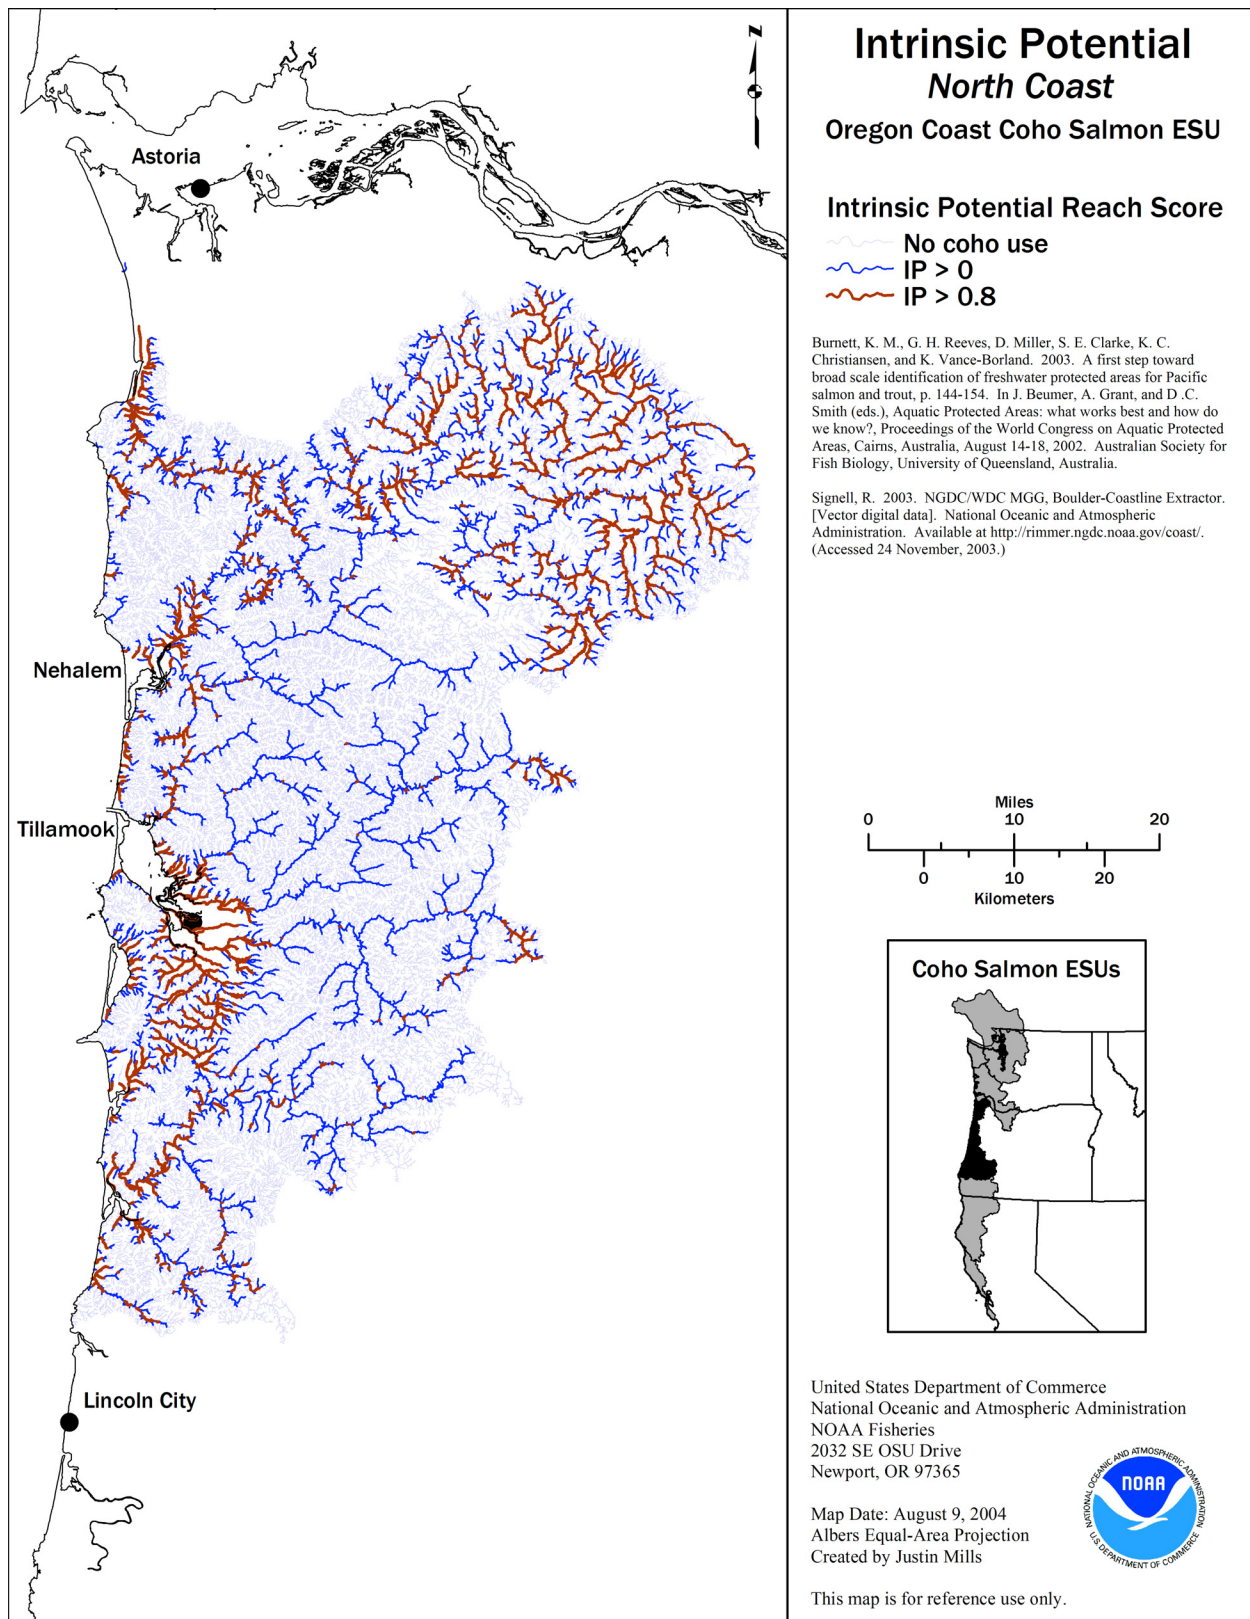 Intrinsic Potential
North Coast
Oregon Coast Coho Salmon ESU
Intrinsic Potential Reach Score
No coho use
IP > 0
IP > 0.8
Burnett, K. M., G. H. Reeves, D. Miller, S. E. Clarke, K. C.
Christiansen, and K. Vance-Borland. 2003. A first step toward
broad scale identification of freshwater protected areas for Pacific
salmon and trout, p. 144-154. In J. Beumer, A. Grant, and D .C.
Smith (eds.), Aquatic Protected Areas: what works best and how do
we know?, Proceedings of the World Congress on Aquatic Protected
Areas, Cairns, Australia, August 14-18, 2002. Australian Society for
Fish Biology, University of Queensland, Australia.
Signell, R. 2003. NGDC/WDC MGG, Boulder-Coastline Extractor.
[Vector digital data]. National Oceanic and Atmospheric
Administration. Available at http://rimmer.ngdc.noaa.gov/coast/.
(Accessed 24 November, 2003.)
Z
Astoria
Nehalem
Tillamook
Lincoln City
Miles
0 10 20
0 10 20
Kilometers
Coho Salmon ESUs
United States Department of Commerce
National Oceanic and Atmospheric Administration
NOAA Fisheries
2032 SE OSU Drive
Newport, OR 97365
Map Date: August 9, 2004
Albers Equal-Area Projection
Created by Justin Mills
This map is for reference use only.
NATIONAL OCEANIC AND ATMOSPHERIC ADMINISTRATION
NOAA
U.S. DEPARTMENT OF COMMERCE